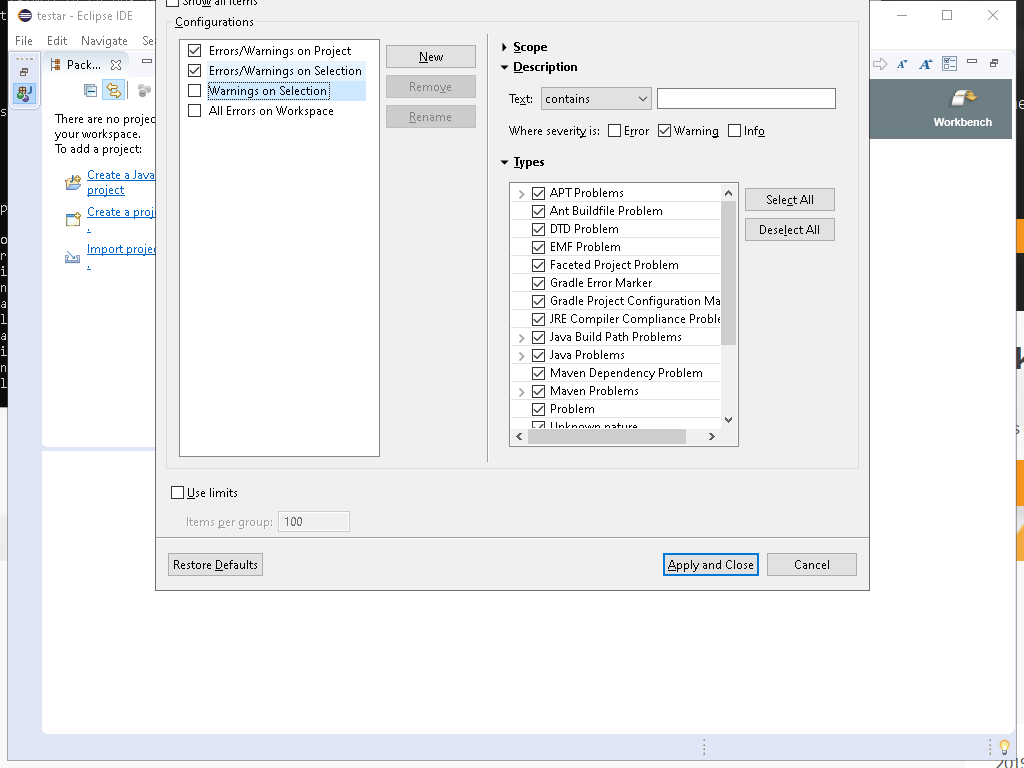 Show all items
testar - Eclipse IDE
Configurations
File Edit Navigate Se
Errors/Warnings on Project
Errors/Warnings on Selection
Warnings on Selection
All Errors on Workspace
New
Remove
Rename
Scope
Description
Text: contains
Where severity is: Error Warning Info
Types
APT Problems
Ant Buildfile Problem
DTD Problem
EMF Problem
Faceted Project Problem
Gradle Error Marker
Gradle Project Configuration Ma
JRE Compiler Compliance Proble
Java Build Path Problems
Java Problems
Maven Dependency Problem
Maven Problems
Problem
Unknown nature
Select All
Deselect All
Pack...
There are no projec
your workspace.
To add a project:
Create a Java
project
Create a proj
.
Import projec
.
Workbench
Use limits
Items per group: 100
Restore Defaults
Apply and Close
Cancel
2019